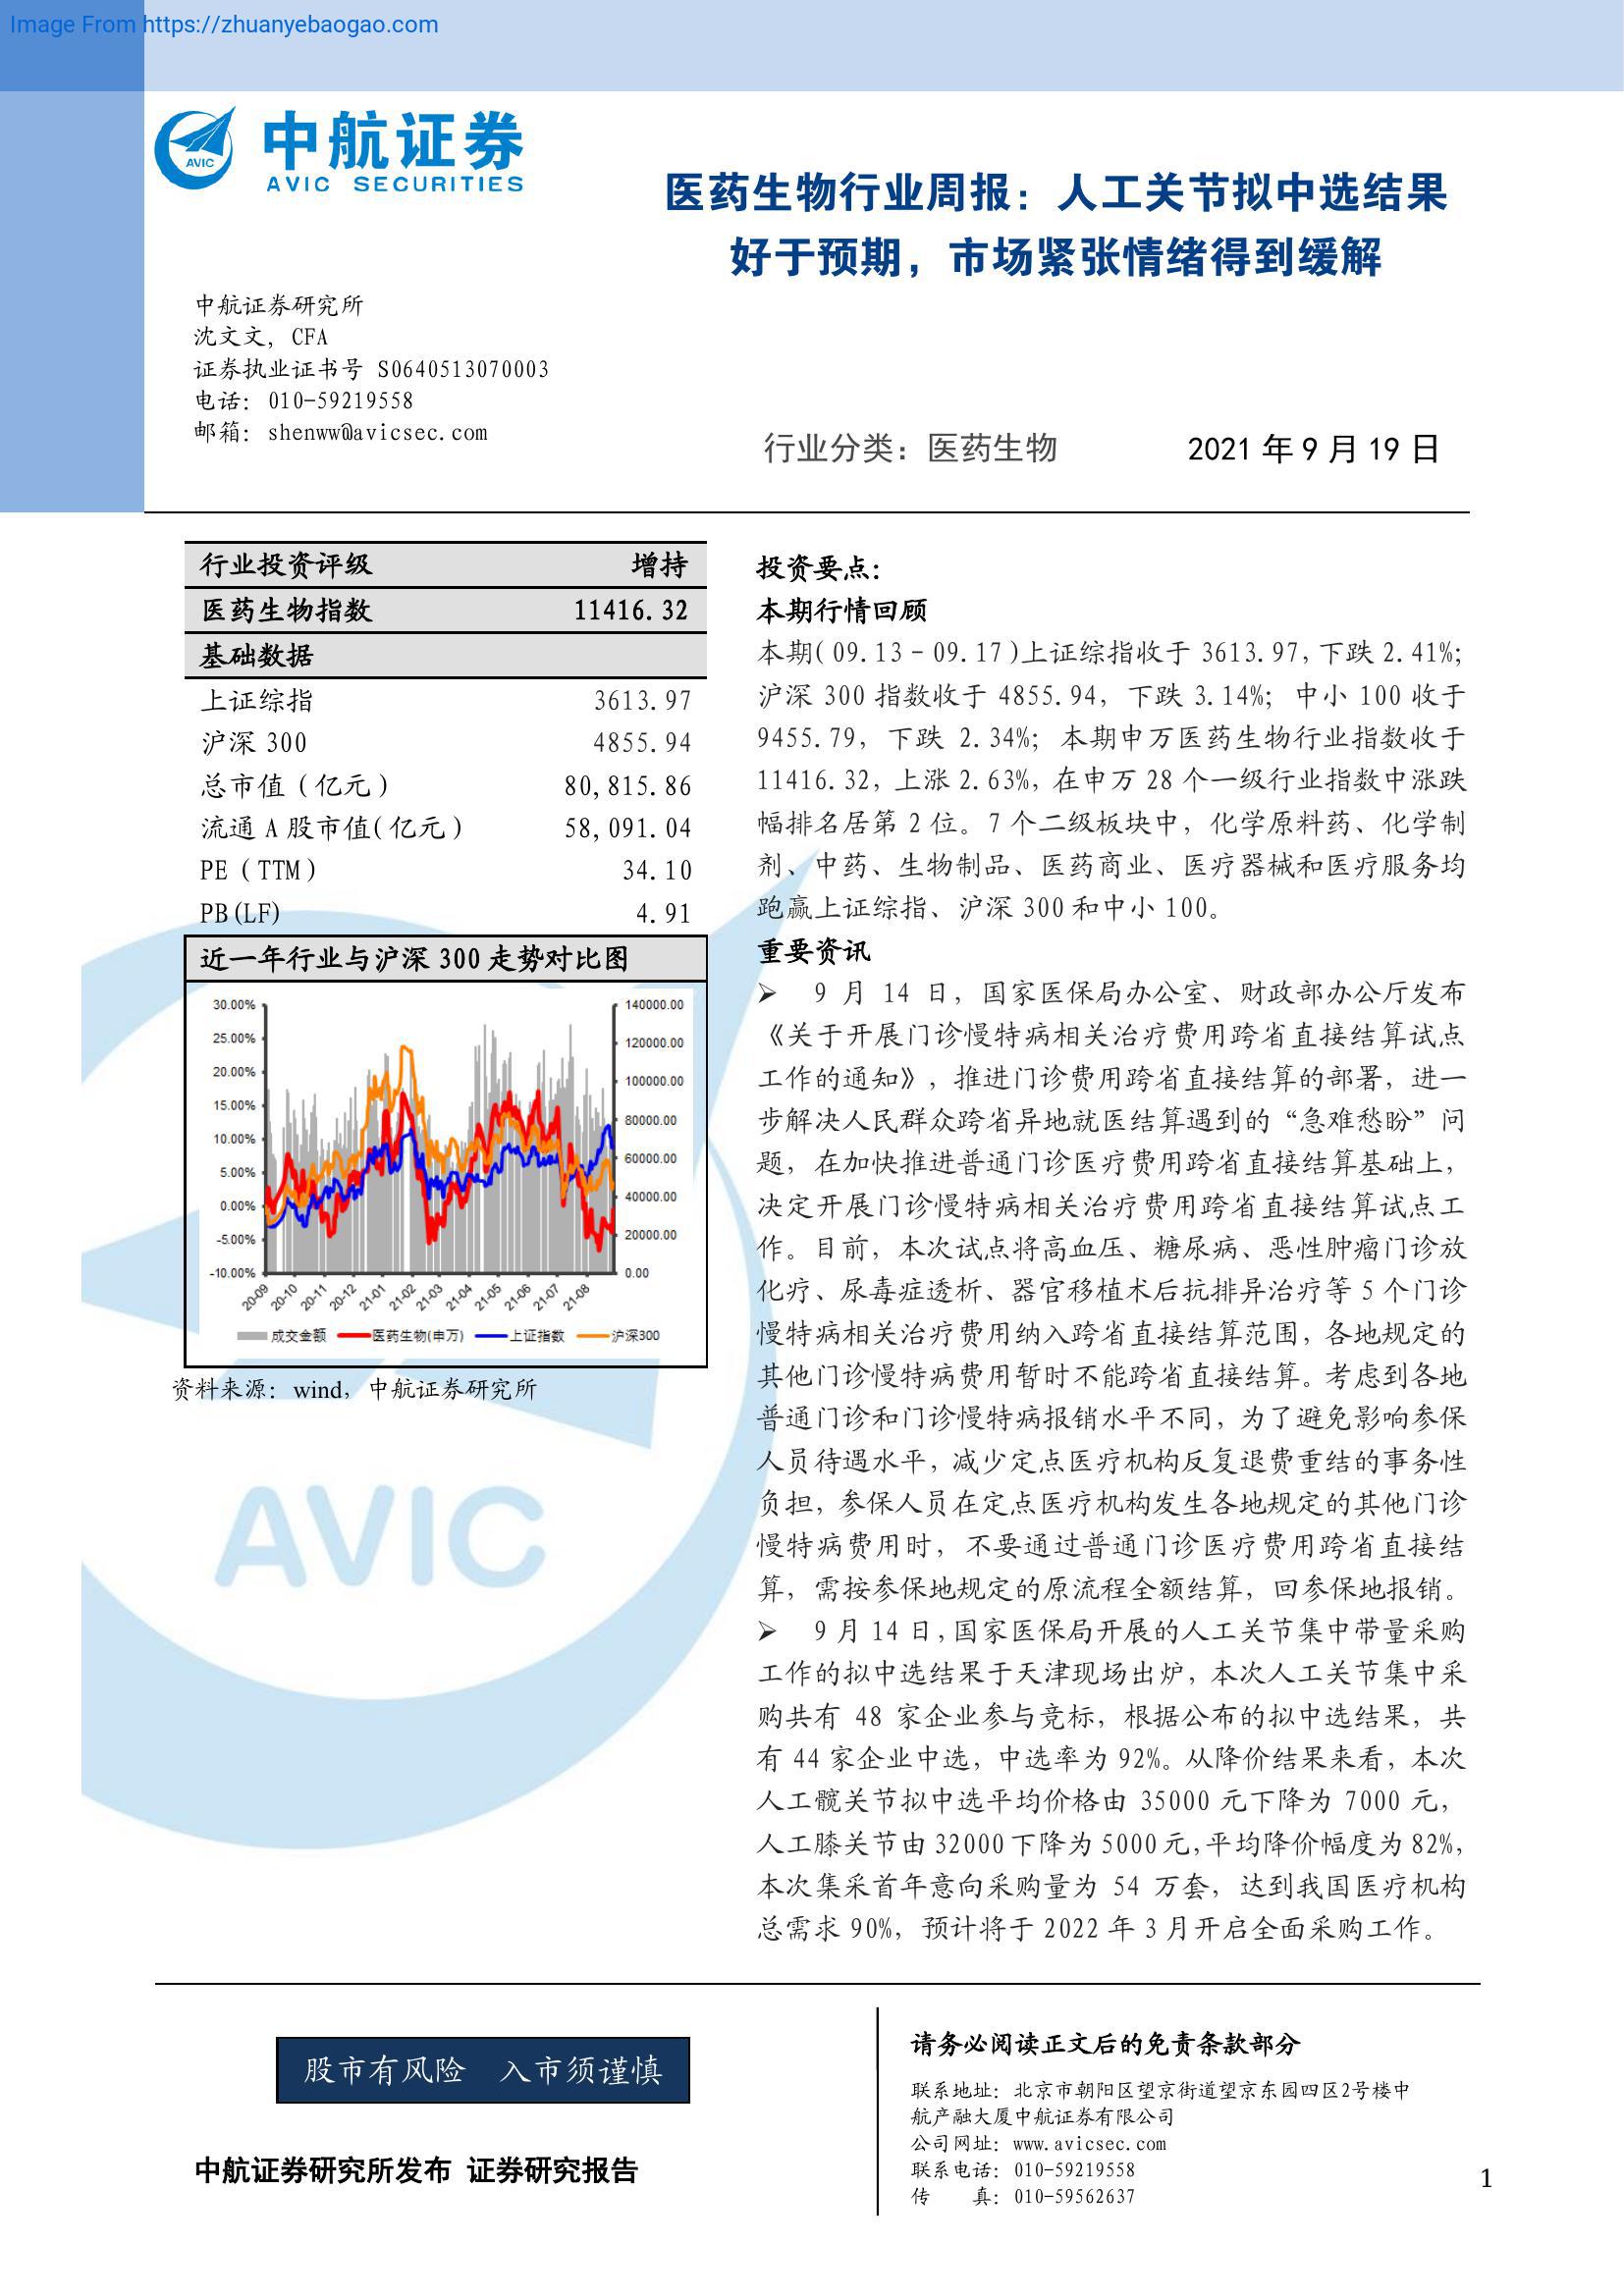 Image From https://zhuanyebaogao.com
AVIC
中航证券
AVIC SECURITIES
医药生物行业周报：人工关节拟中选结果
好于预期，市场紧张情绪得到缓解
中航证券研究所
沈文文，CFA
证券执业证书号 S0640513070003
电话：010-59219558
邮箱：shenww@avicsec.com
行业分类：医药生物 2021 年 9 月 19 日
行业投资评级 增持
医药生物指数 11416.32
基础数据
上证综指 3613.97
沪深 300 4855.94
总市值（亿元） 80,815.86
流通 A 股市值(亿元) 58,091.04
PE（TTM） 34.10
PB(LF) 4.91
近一年行业与沪深 300 走势对比图
30.00% 140000.00
25.00% 120000.00
20.00% 100000.00
15.00% 80000.00
10.00% 60000.00
5.00% 40000.00
0.00% 20000.00
-5.00% 0.00
-10.00%
20-09 20-10 20-11 20-12 21-01 21-02 21-03 21-04 21-05 21-06 21-07 21-08
成交金额 医药生物(申万) 上证指数 沪深300
资料来源：wind，中航证券研究所
AVIC
投资要点：
本期行情回顾
本期(09.13–09.17)上证综指收于 3613.97，下跌 2.41%；
沪深 300 指数收于 4855.94，下跌 3.14%；中小 100 收于
9455.79，下跌 2.34%；本期申万医药生物行业指数收于
11416.32，上涨 2.63%，在申万 28 个一级行业指数中涨跌
幅排名居第 2 位。7 个二级板块中，化学原料药、化学制
剂、中药、生物制品、医药商业、医疗器械和医疗服务均
跑赢上证综指、沪深 300 和中小 100。
重要资讯
➢ 9 月 14 日，国家医保局办公室、财政部办公厅发布
《关于开展门诊慢特病相关治疗费用跨省直接结算试点
工作的通知》，推进门诊费用跨省直接结算的部署，进一
步解决人民群众跨省异地就医结算遇到的“急难愁盼”问
题，在加快推进普通门诊医疗费用跨省直接结算基础上，
决定开展门诊慢特病相关治疗费用跨省直接结算试点工
作。目前，本次试点将高血压、糖尿病、恶性肿瘤门诊放
化疗、尿毒症透析、器官移植术后抗排异治疗等 5 个门诊
慢特病相关治疗费用纳入跨省直接结算范围，各地规定的
其他门诊慢特病费用暂时不能跨省直接结算。考虑到各地
普通门诊和门诊慢特病报销水平不同，为了避免影响参保
人员待遇水平，减少定点医疗机构反复退费重结的事务性
负担，参保人员在定点医疗机构发生各地规定的其他门诊
慢特病费用时，不要通过普通门诊医疗费用跨省直接结
算，需按参保地规定的原流程全额结算，回参保地报销。
➢ 9 月 14 日，国家医保局开展的人工关节集中带量采购
工作的拟中选结果于天津现场出炉，本次人工关节集中采
购共有 48 家企业参与竞标，根据公布的拟中选结果，共
有 44 家企业中选，中选率为 92%。从降价结果来看，本次
人工髋关节拟中选平均价格由 35000 元下降为 7000 元，
人工膝关节由 32000 下降为 5000 元，平均降价幅度为 82%，
本次集采首年意向采购量为 54 万套，达到我国医疗机构
总需求 90%，预计将于 2022 年 3 月开启全面采购工作。
股市有风险 入市须谨慎
中航证券研究所发布 证券研究报告
请务必阅读正文后的免责条款部分
联系地址：北京市朝阳区望京街道望京东园四区2号楼中
航产融大厦中航证券有限公司
公司网址：www.avicsec.com
联系电话：010-59219558
传 真：010-59562637
1